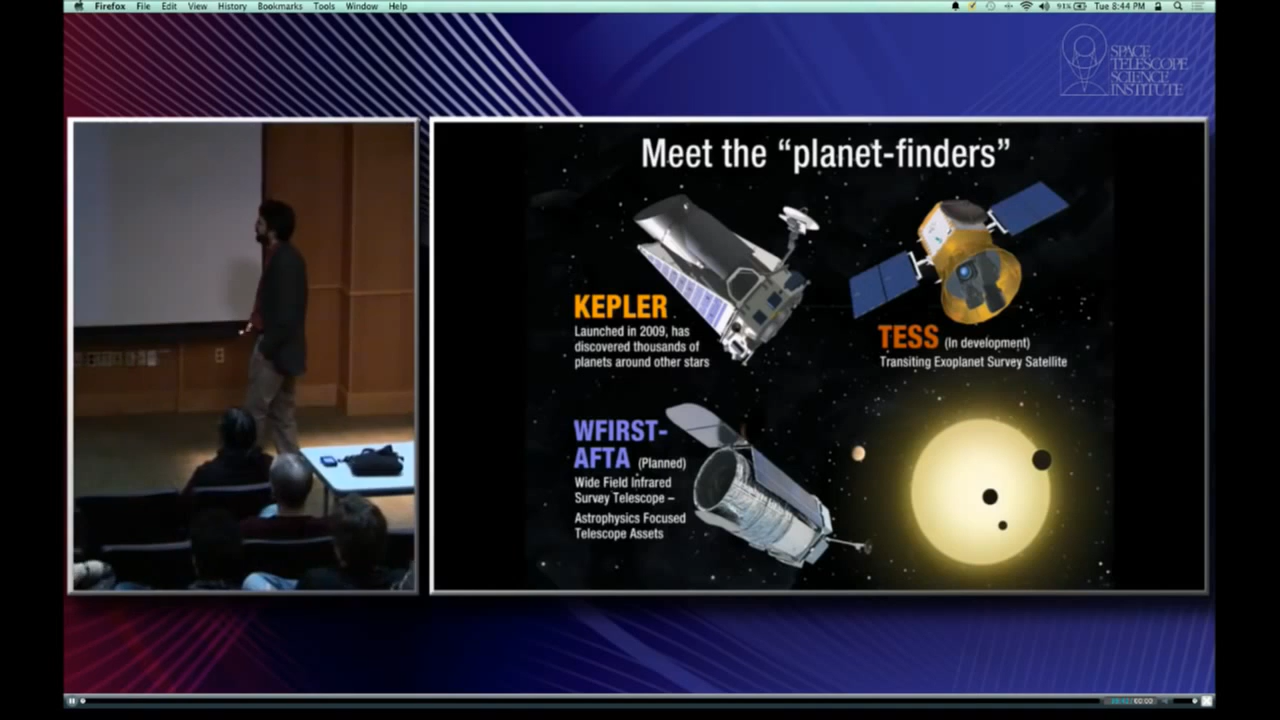 Firefox File Edit View History Bookmarks Tools Window Help
91% Tue 8:44 PM
SPACE
TELESCOPE
SCIENCE
INSTITUTE
Meet the “planet-finders”
KEPLER
Launched in 2009, has
discovered thousands of
planets around other stars
TESS (In development)
Transiting Exoplanet Survey Satellite
WFIRST-
AFTA (Planned)
Wide Field Infrared
Survey Telescope –
Astrophysics Focused
Telescope Assets